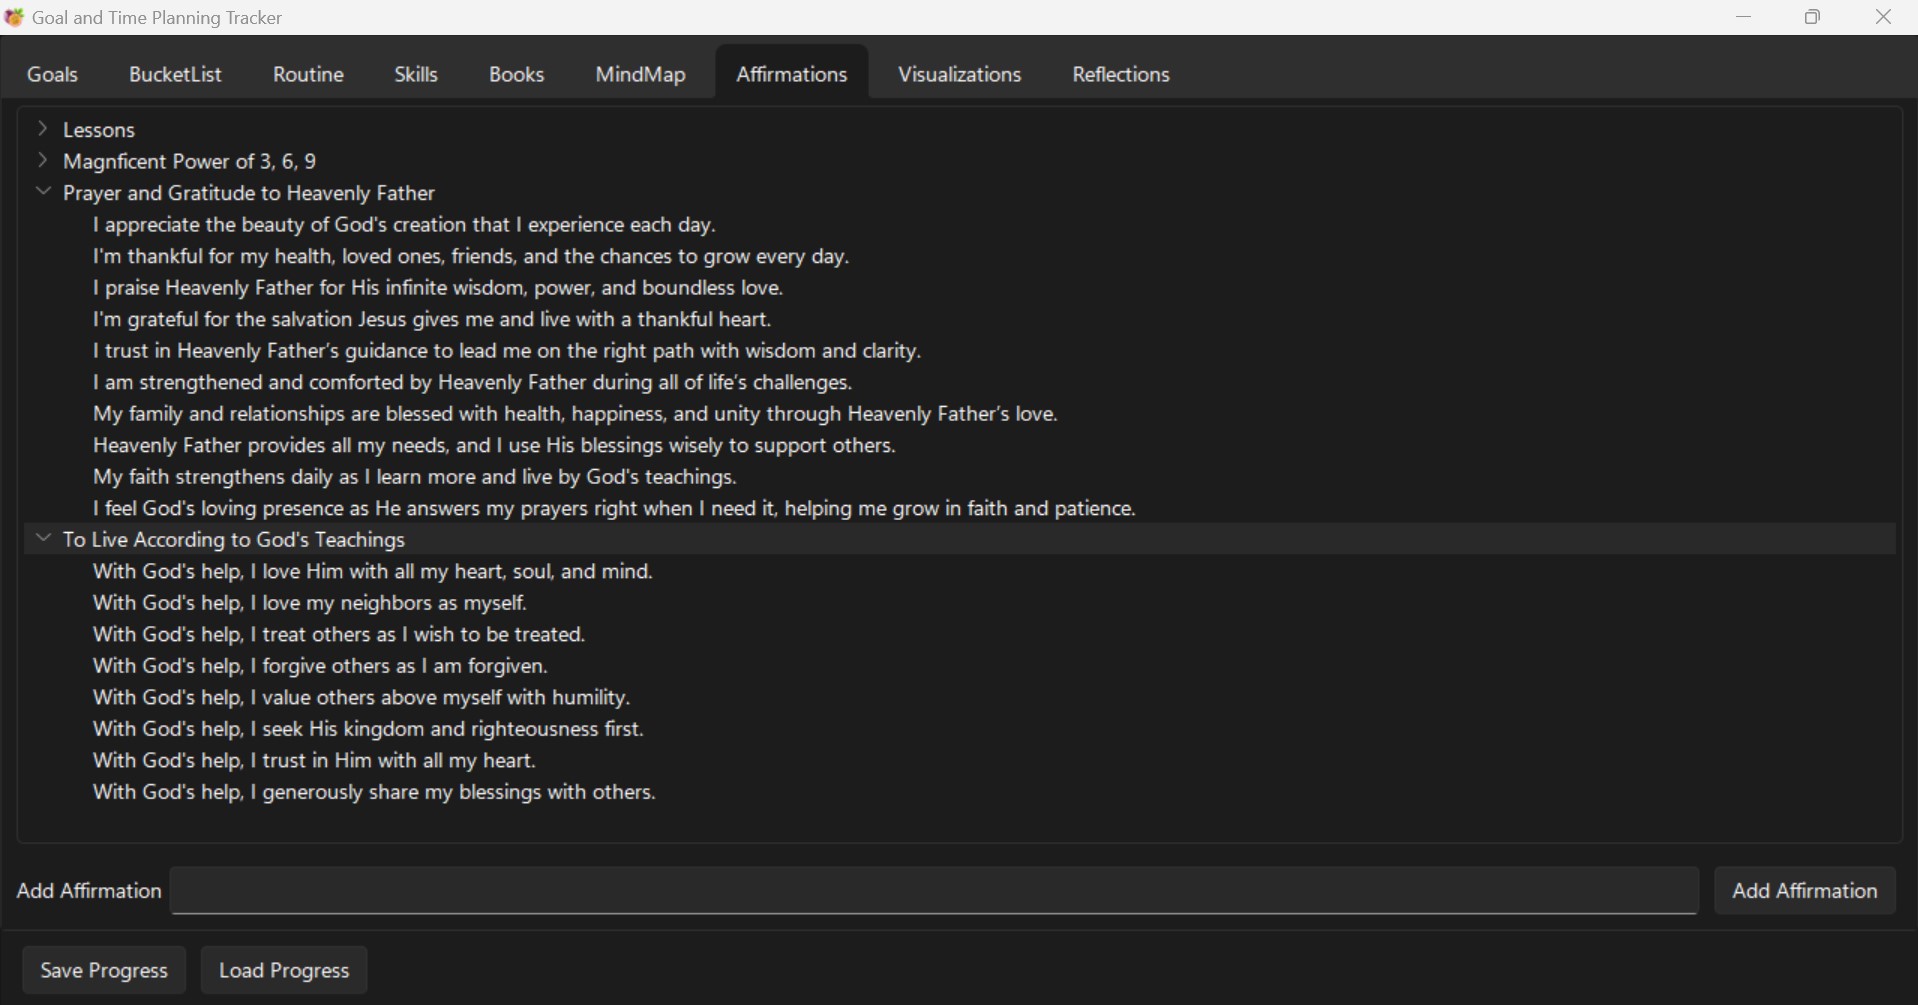 Goal and Time Planning Tracker
Goals BucketList Routine Skills Books MindMap Affirmations Visualizations Reflections
Lessons
Magnficent Power of 3, 6, 9
Prayer and Gratitude to Heavenly Father
I appreciate the beauty of God's creation that I experience each day.
I'm thankful for my health, loved ones, friends, and the chances to grow every day.
I praise Heavenly Father for His infinite wisdom, power, and boundless love.
I'm grateful for the salvation Jesus gives me and live with a thankful heart.
I trust in Heavenly Father’s guidance to lead me on the right path with wisdom and clarity.
I am strengthened and comforted by Heavenly Father during all of life’s challenges.
My family and relationships are blessed with health, happiness, and unity through Heavenly Father’s love.
Heavenly Father provides all my needs, and I use His blessings wisely to support others.
My faith strengthens daily as I learn more and live by God's teachings.
I feel God's loving presence as He answers my prayers right when I need it, helping me grow in faith and patience.
To Live According to God's Teachings
With God's help, I love Him with all my heart, soul, and mind.
With God's help, I love my neighbors as myself.
With God's help, I treat others as I wish to be treated.
With God's help, I forgive others as I am forgiven.
With God's help, I value others above myself with humility.
With God's help, I seek His kingdom and righteousness first.
With God's help, I trust in Him with all my heart.
With God's help, I generously share my blessings with others.
Add Affirmation Add Affirmation
Save Progress Load Progress